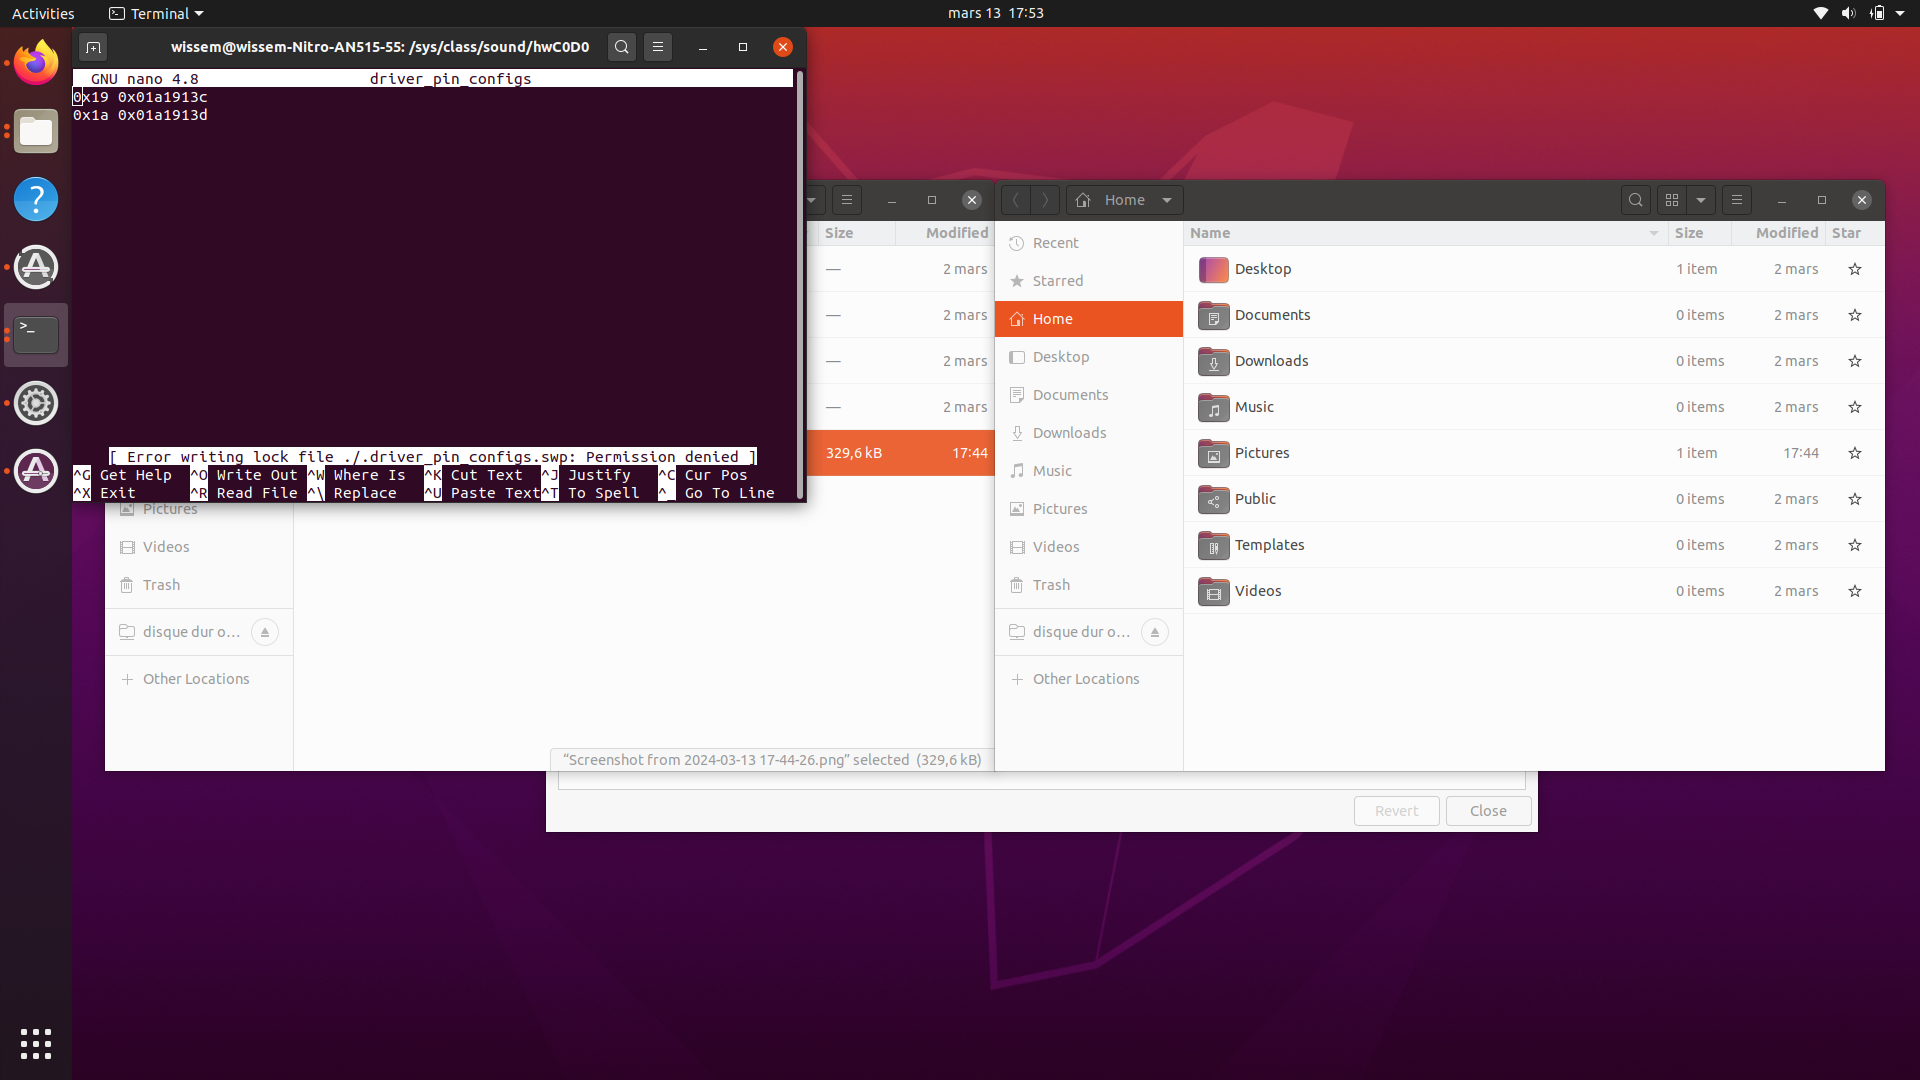 Activities
Terminal
mars 13 17:53
wissem@wissem-Nitro-AN515-55: /sys/class/sound/hwC0D0
GNU nano 4.8 driver_pin_configs
0x19 0x01a1913c
0x1a 0x01a1913d
[ Error writing lock file ./.driver_pin_configs.swp: Permission denied ]
^G Get Help ^O Write Out ^W Where Is ^K Cut Text ^J Justify ^C Cur Pos
^X Exit ^R Read File ^\ Replace ^U Paste Text ^T To Spell ^_ Go To Line
Size Modified
— 2 mars
— 2 mars
— 2 mars
— 2 mars
329,6 kB 17:44
Pictures
Videos
Trash
disque dur o…
Other Locations
“Screenshot from 2024-03-13 17-44-26.png” selected (329,6 kB)
Home
Recent
Starred
Home
Desktop
Documents
Downloads
Music
Pictures
Videos
Trash
disque dur o…
Other Locations
Name Size Modified Star
Desktop 1 item 2 mars
Documents 0 items 2 mars
Downloads 0 items 2 mars
Music 0 items 2 mars
Pictures 1 item 17:44
Public 0 items 2 mars
Templates 0 items 2 mars
Videos 0 items 2 mars
Revert
Close